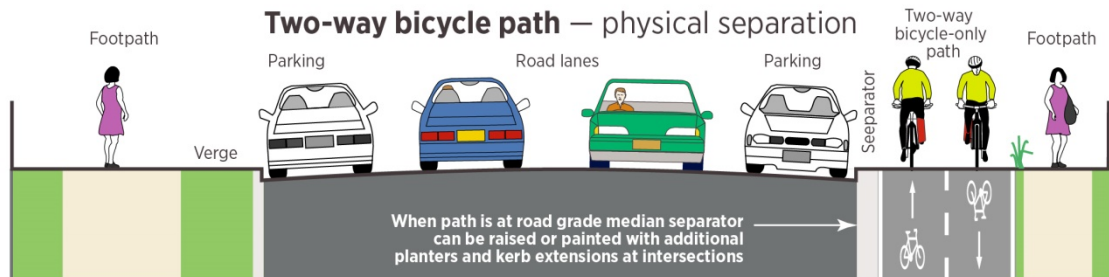 Two-way bicycle path — physical separation
Footpath
Parking
Road lanes
Parking
Two-way
bicycle-only
path
Footpath
Verge
Seeparator
When path is at road grade median separator
can be raised or painted with additional
planters and kerb extensions at intersections